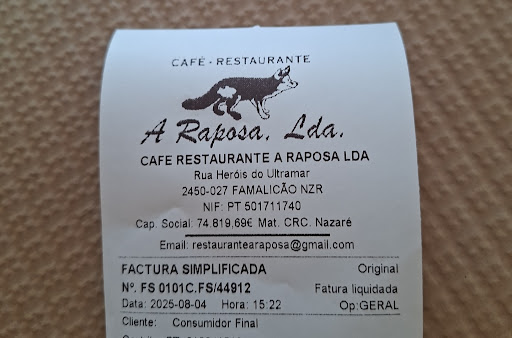 CAFÉ - RESTAURANTE
A Raposa, Lda.
CAFE RESTAURANTE A RAPOSA LDA
Rua Heróis do Ultramar
2450-027 FAMALICÃO NZR
NIF: PT 501711740
Cap. Social: 74.819,69€ Mat. CRC. Nazaré
Email: restaurantearaposa@gmail.com
FACTURA SIMPLIFICADA Original
Nº. FS 0101C.FS/44912 Fatura liquidada
Data: 2025-08-04 Hora: 15:22 Op:GERAL
Cliente: Consumidor Final